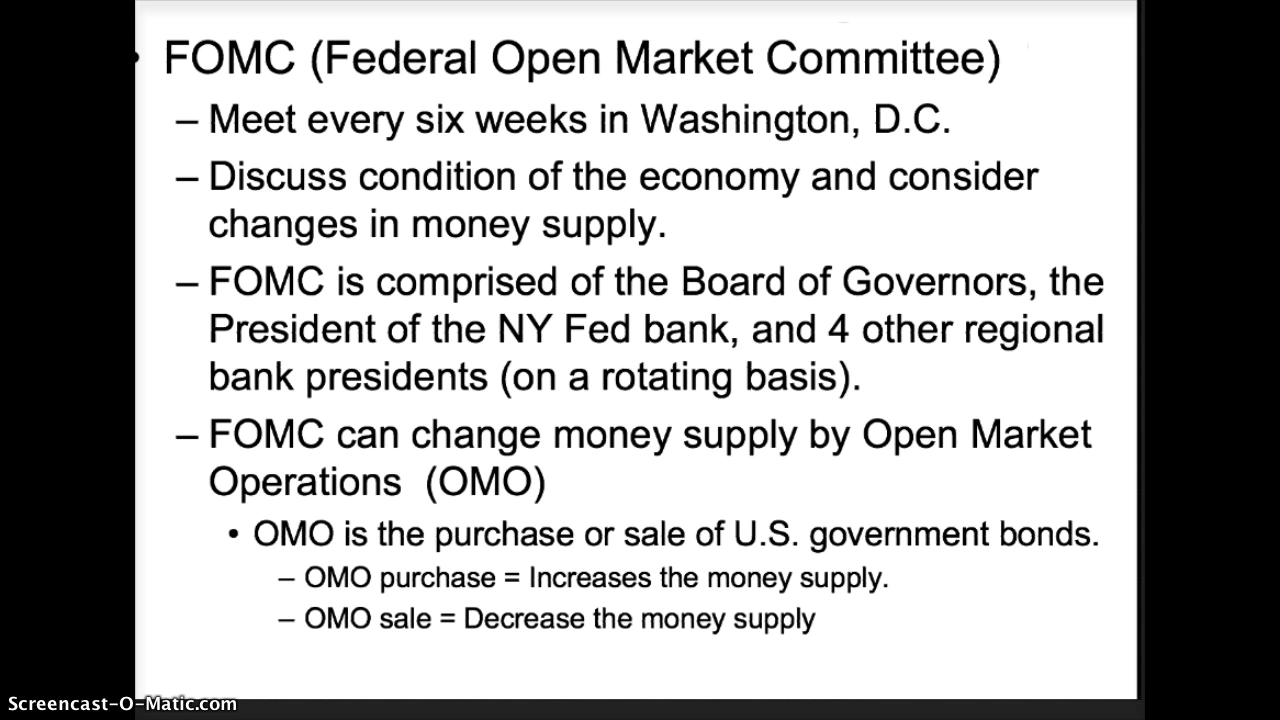 • FOMC (Federal Open Market Committee)
– Meet every six weeks in Washington, D.C.
– Discuss condition of the economy and consider
changes in money supply.
– FOMC is comprised of the Board of Governors, the
President of the NY Fed bank, and 4 other regional
bank presidents (on a rotating basis).
– FOMC can change money supply by Open Market
Operations (OMO)
• OMO is the purchase or sale of U.S. government bonds.
– OMO purchase = Increases the money supply.
– OMO sale = Decrease the money supply
Screencast-O-Matic.com